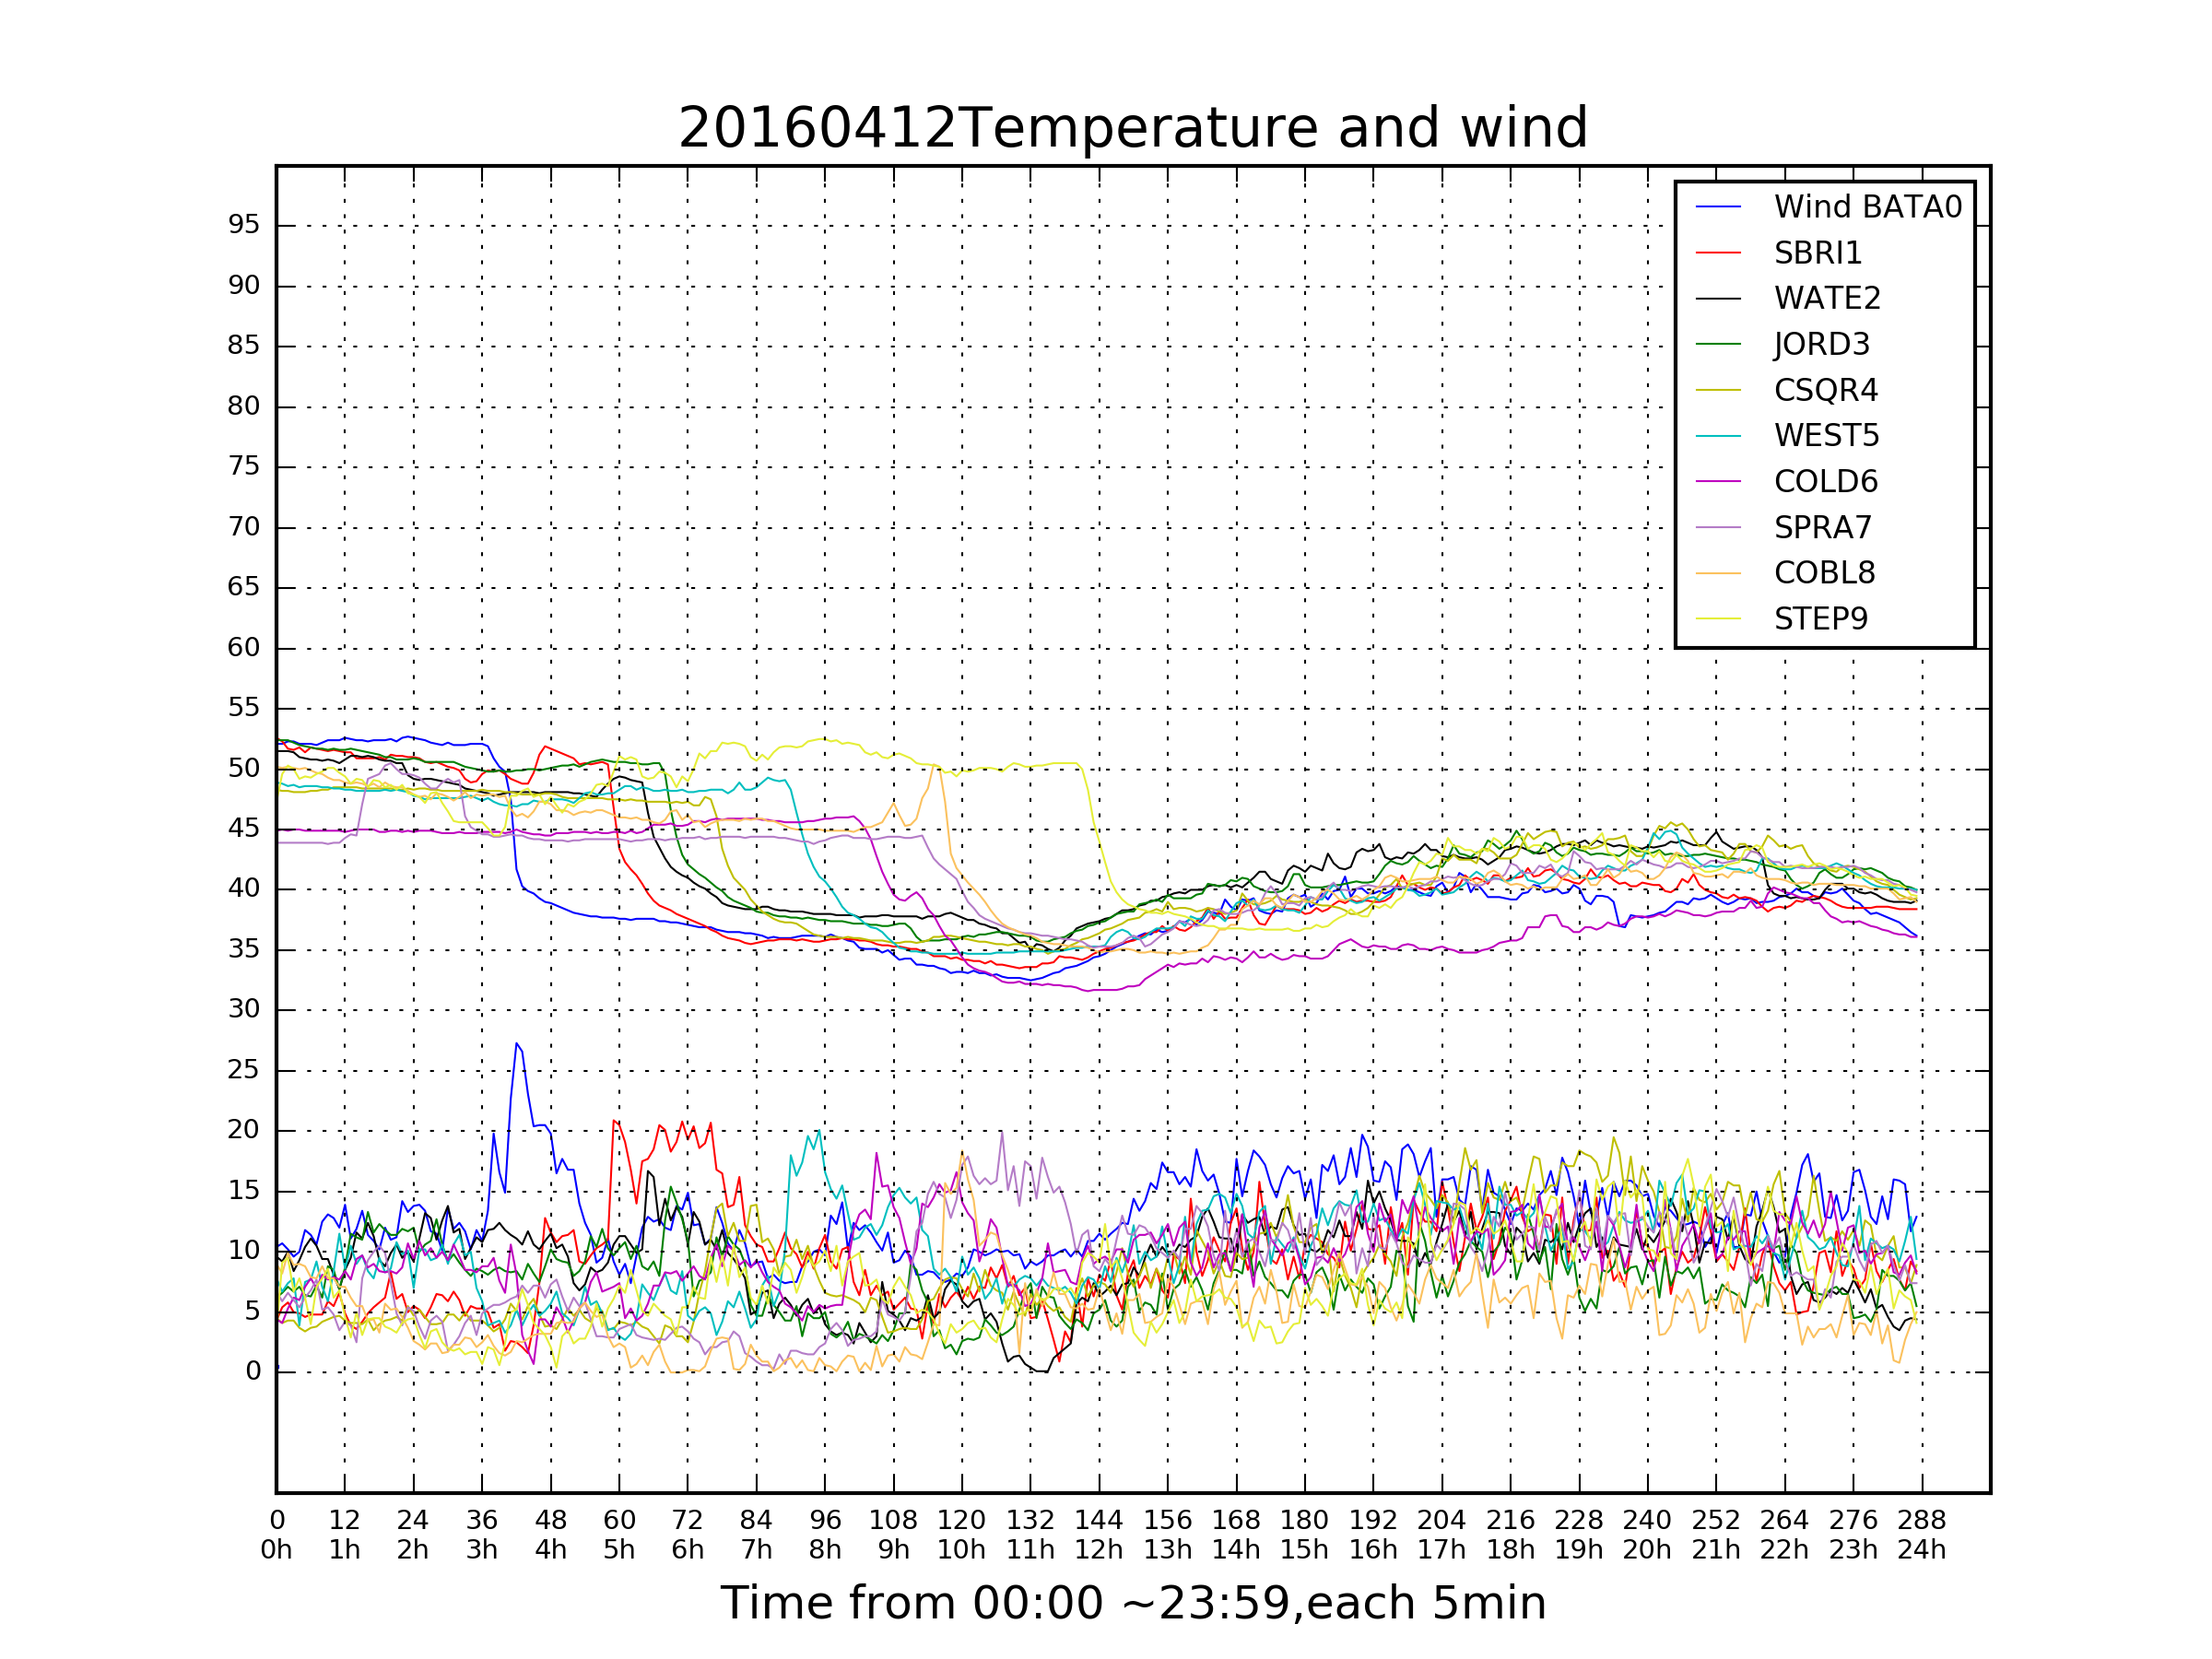 20160412Temperature and wind
95
90
85
80
75
70
65
60
55
50
45
40
35
30
25
20
15
10
5
0
Wind BATA0
SBRI1
WATE2
JORD3
CSQR4
WEST5
COLD6
SPRA7
COBL8
STEP9
0 12 24 36 48 60 72 84 96 108 120 132 144 156 168 180 192 204 216 228 240 252 264 276 288
0h 1h 2h 3h 4h 5h 6h 7h 8h 9h 10h 11h 12h 13h 14h 15h 16h 17h 18h 19h 20h 21h 22h 23h 24h
Time from 00:00 ~23:59,each 5min